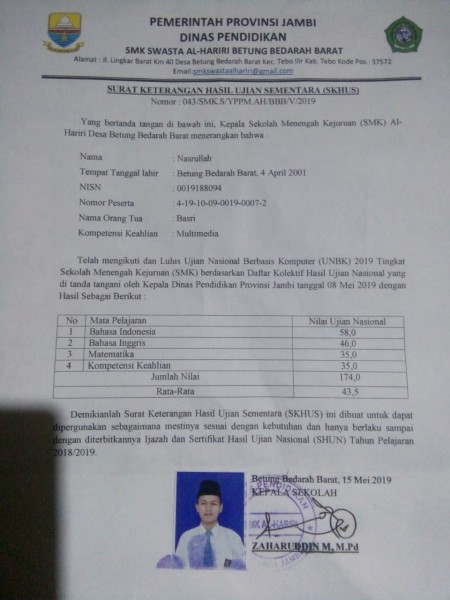 PEMERINTAH PROVINSI JAMBI
DINAS PENDIDIKAN
SMK SWASTA AL-HARIRI BETUNG BEDARAH BARAT
Alamat : Jl. Lingkar Barat Km 40 Desa Betung Bedarah Barat Kec. Tebo Ilir Kab. Tebo Kode Pos : 37572
Email:smkswastaalhariri@gmail.com
SURAT KETERANGAN HASIL UJIAN SEMENTARA (SKHUS)
Nomor : 043/SMK.S/YPPM.AH/BBB/V/2019
Yang bertanda tangan di bawah ini, Kepala Sekolah Menengah Kejuruan (SMK) Al-
Hariri Desa Betung Bedarah Barat menerangkan bahwa :
Nama : Nasrullah
Tempat Tanggal lahir : Betung Bedarah Barat, 4 April 2001
NISN : 0019188094
Nomor Peserta : 4-19-10-09-0019-0007-2
Nama Orang Tua : Basri
Kompetensi Keahlian : Multimedia
Telah mengikuti dan Lulus Ujian Nasional Berbasis Komputer (UNBK) 2019 Tingkat
Sekolah Menengah Kejuruan (SMK) berdasarkan Daftar Kolektif Hasil Ujian Nasional yang
di tanda tangani oleh Kepala Dinas Pendidikan Provinsi Jambi tanggal 08 Mei 2019 dengan
Hasil Sebagai Berikut :
No Mata Pelajaran Nilai Ujian Nasional
1 Bahasa Indonesia 58,0
2 Bahasa Inggris 46,0
3 Matematika 35,0
4 Kompetensi Keahlian 35,0
Jumlah Nilai 174,0
Rata-Rata 43,5
Demikianlah Surat Keterangan Hasil Ujian Sementara (SKHUS) ini dibuat untuk dapat
dipergunakan sebagaimana mestinya sesuai dengan kebutuhan dan hanya berlaku sampai
dengan diterbitkannya Ijazah dan Sertifikat Hasil Ujian Nasional (SHUN) Tahun Pelajaran
2018/2019.
Betung Bedarah Barat, 15 Mei 2019
KEPALA SEKOLAH
ZAHARUDDIN M, M.Pd